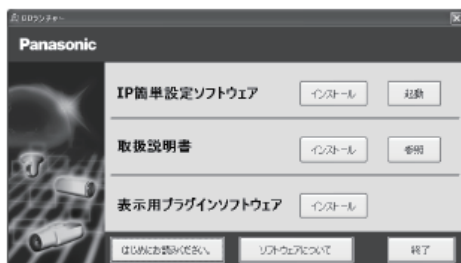 CDランチャー
Panasonic
IP簡単設定ソフトウェア インストール 起動
取扱説明書 インストール 参照
表示用プラグインソフトウェア インストール
はじめにお読みください。 ソフトウェアについて 終了